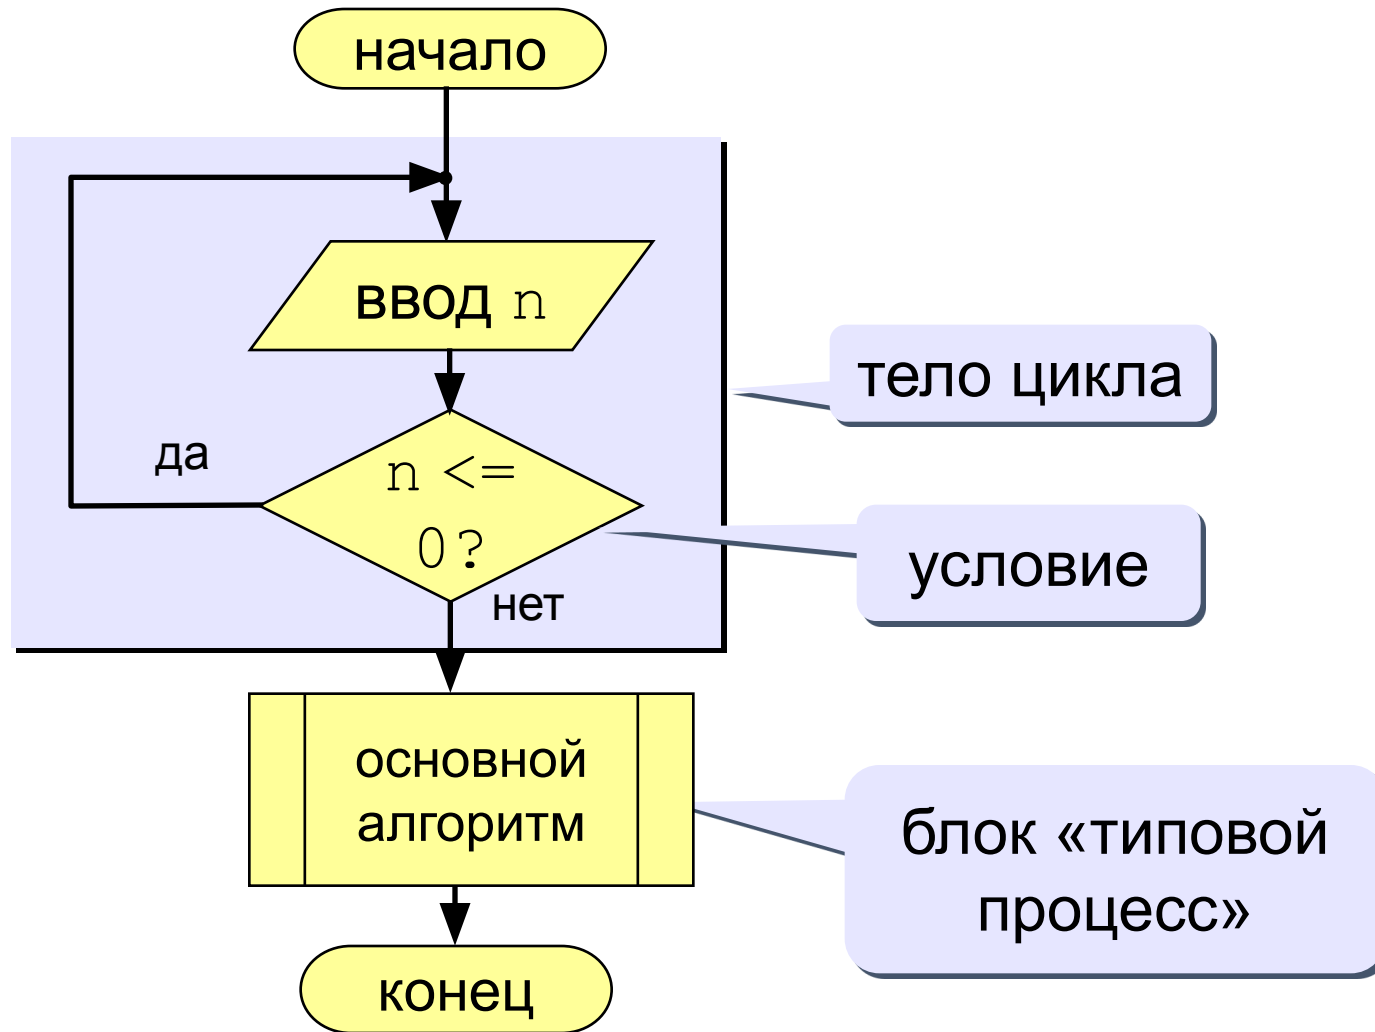 начало
ввод n
тело цикла
да
n <=
0?
условие
нет
основной
алгоритм
блок «типовой
процесс»
конец